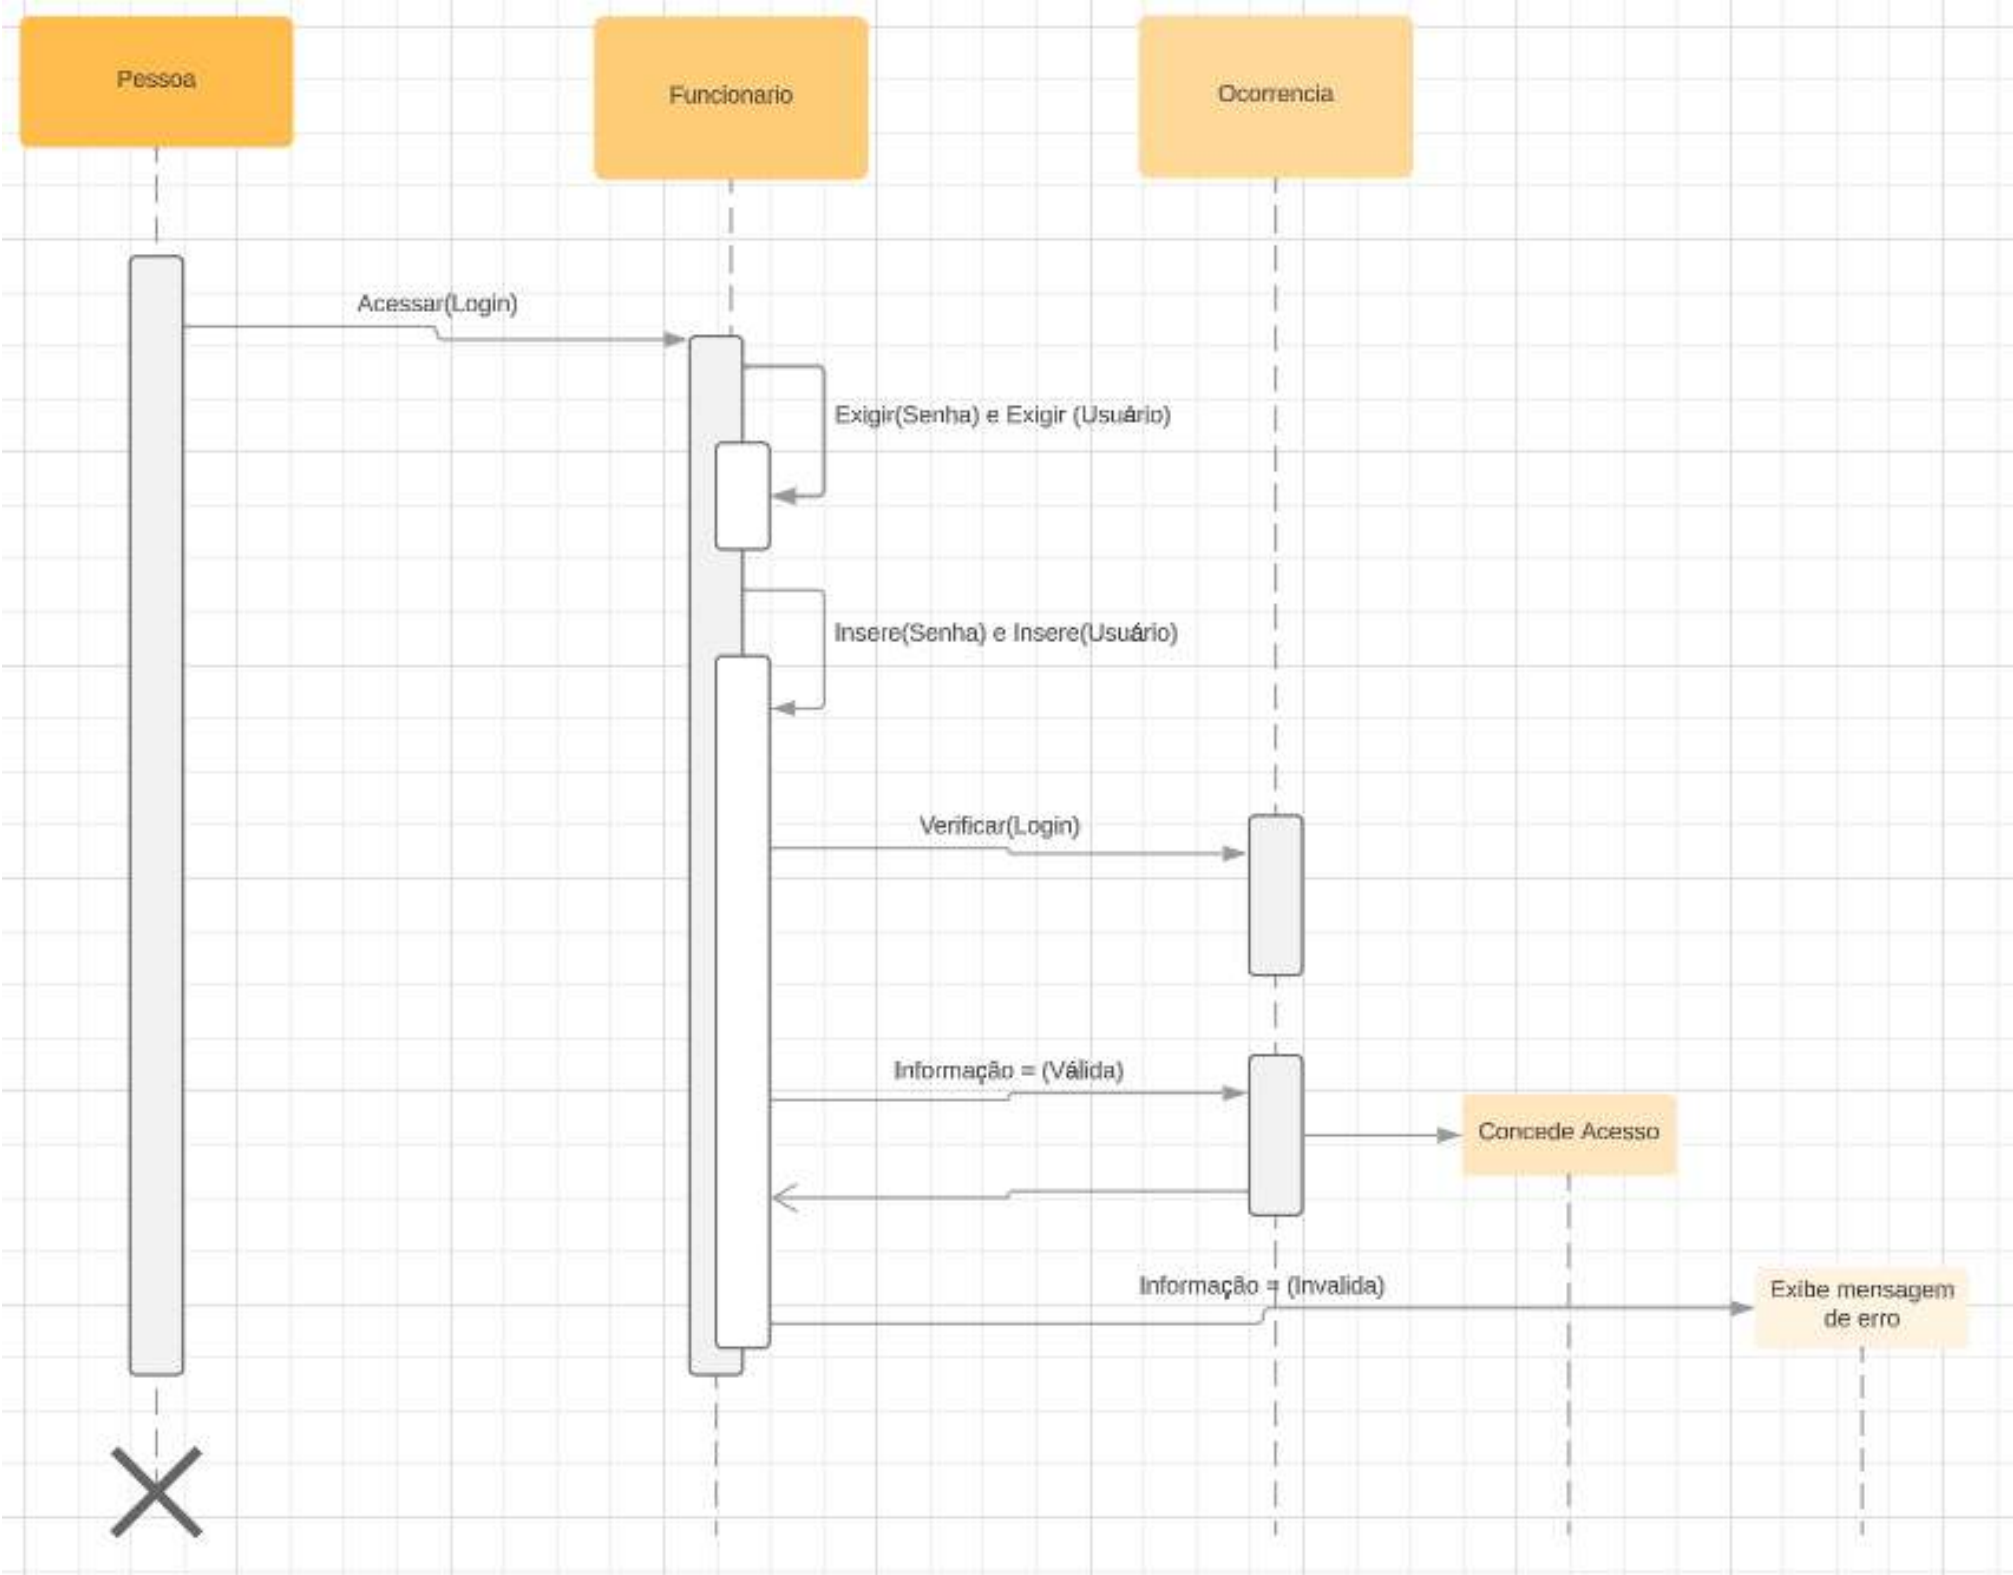 Pessoa
Funcionario
Ocorrencia
Acessar(Login)
Exigir(Senha) e Exigir (Usuário)
Insere(Senha) e Insere(Usuário)
Verificar(Login)
Informação = (Válida)
Concede Acesso
Informação = (Invalida)
Exibe mensagem
de erro